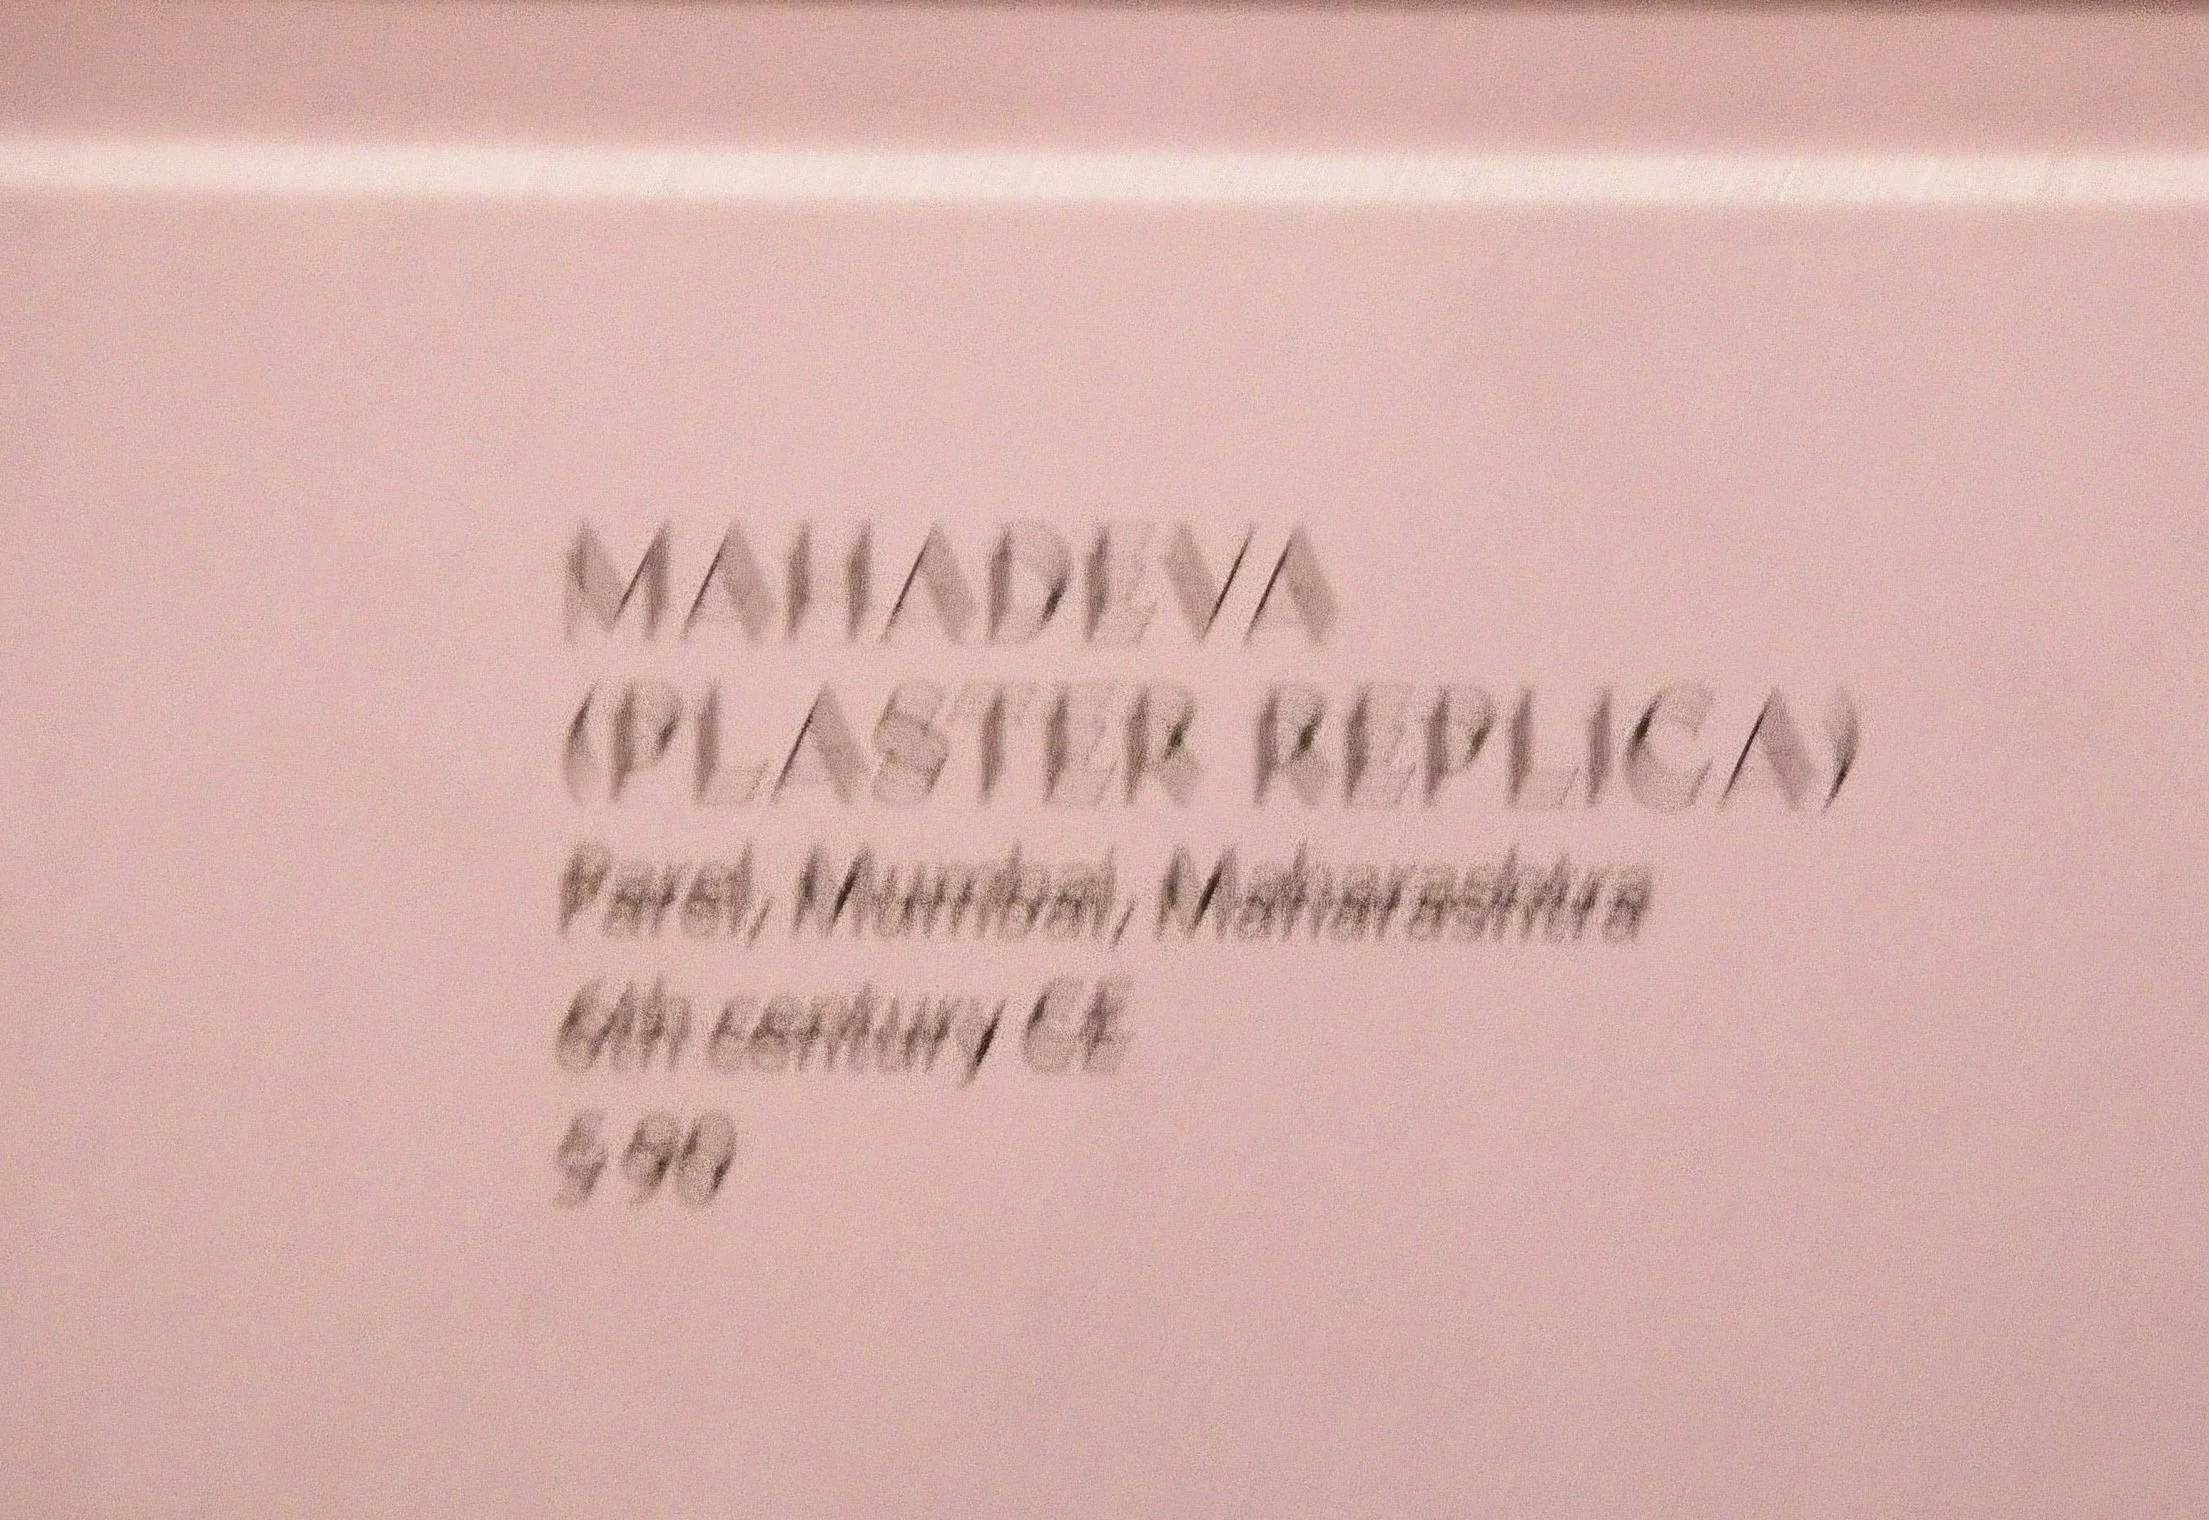 MAHADEVA
(PLASTER REPLICA)
Parel, Mumbai, Maharashtra
6th century CE